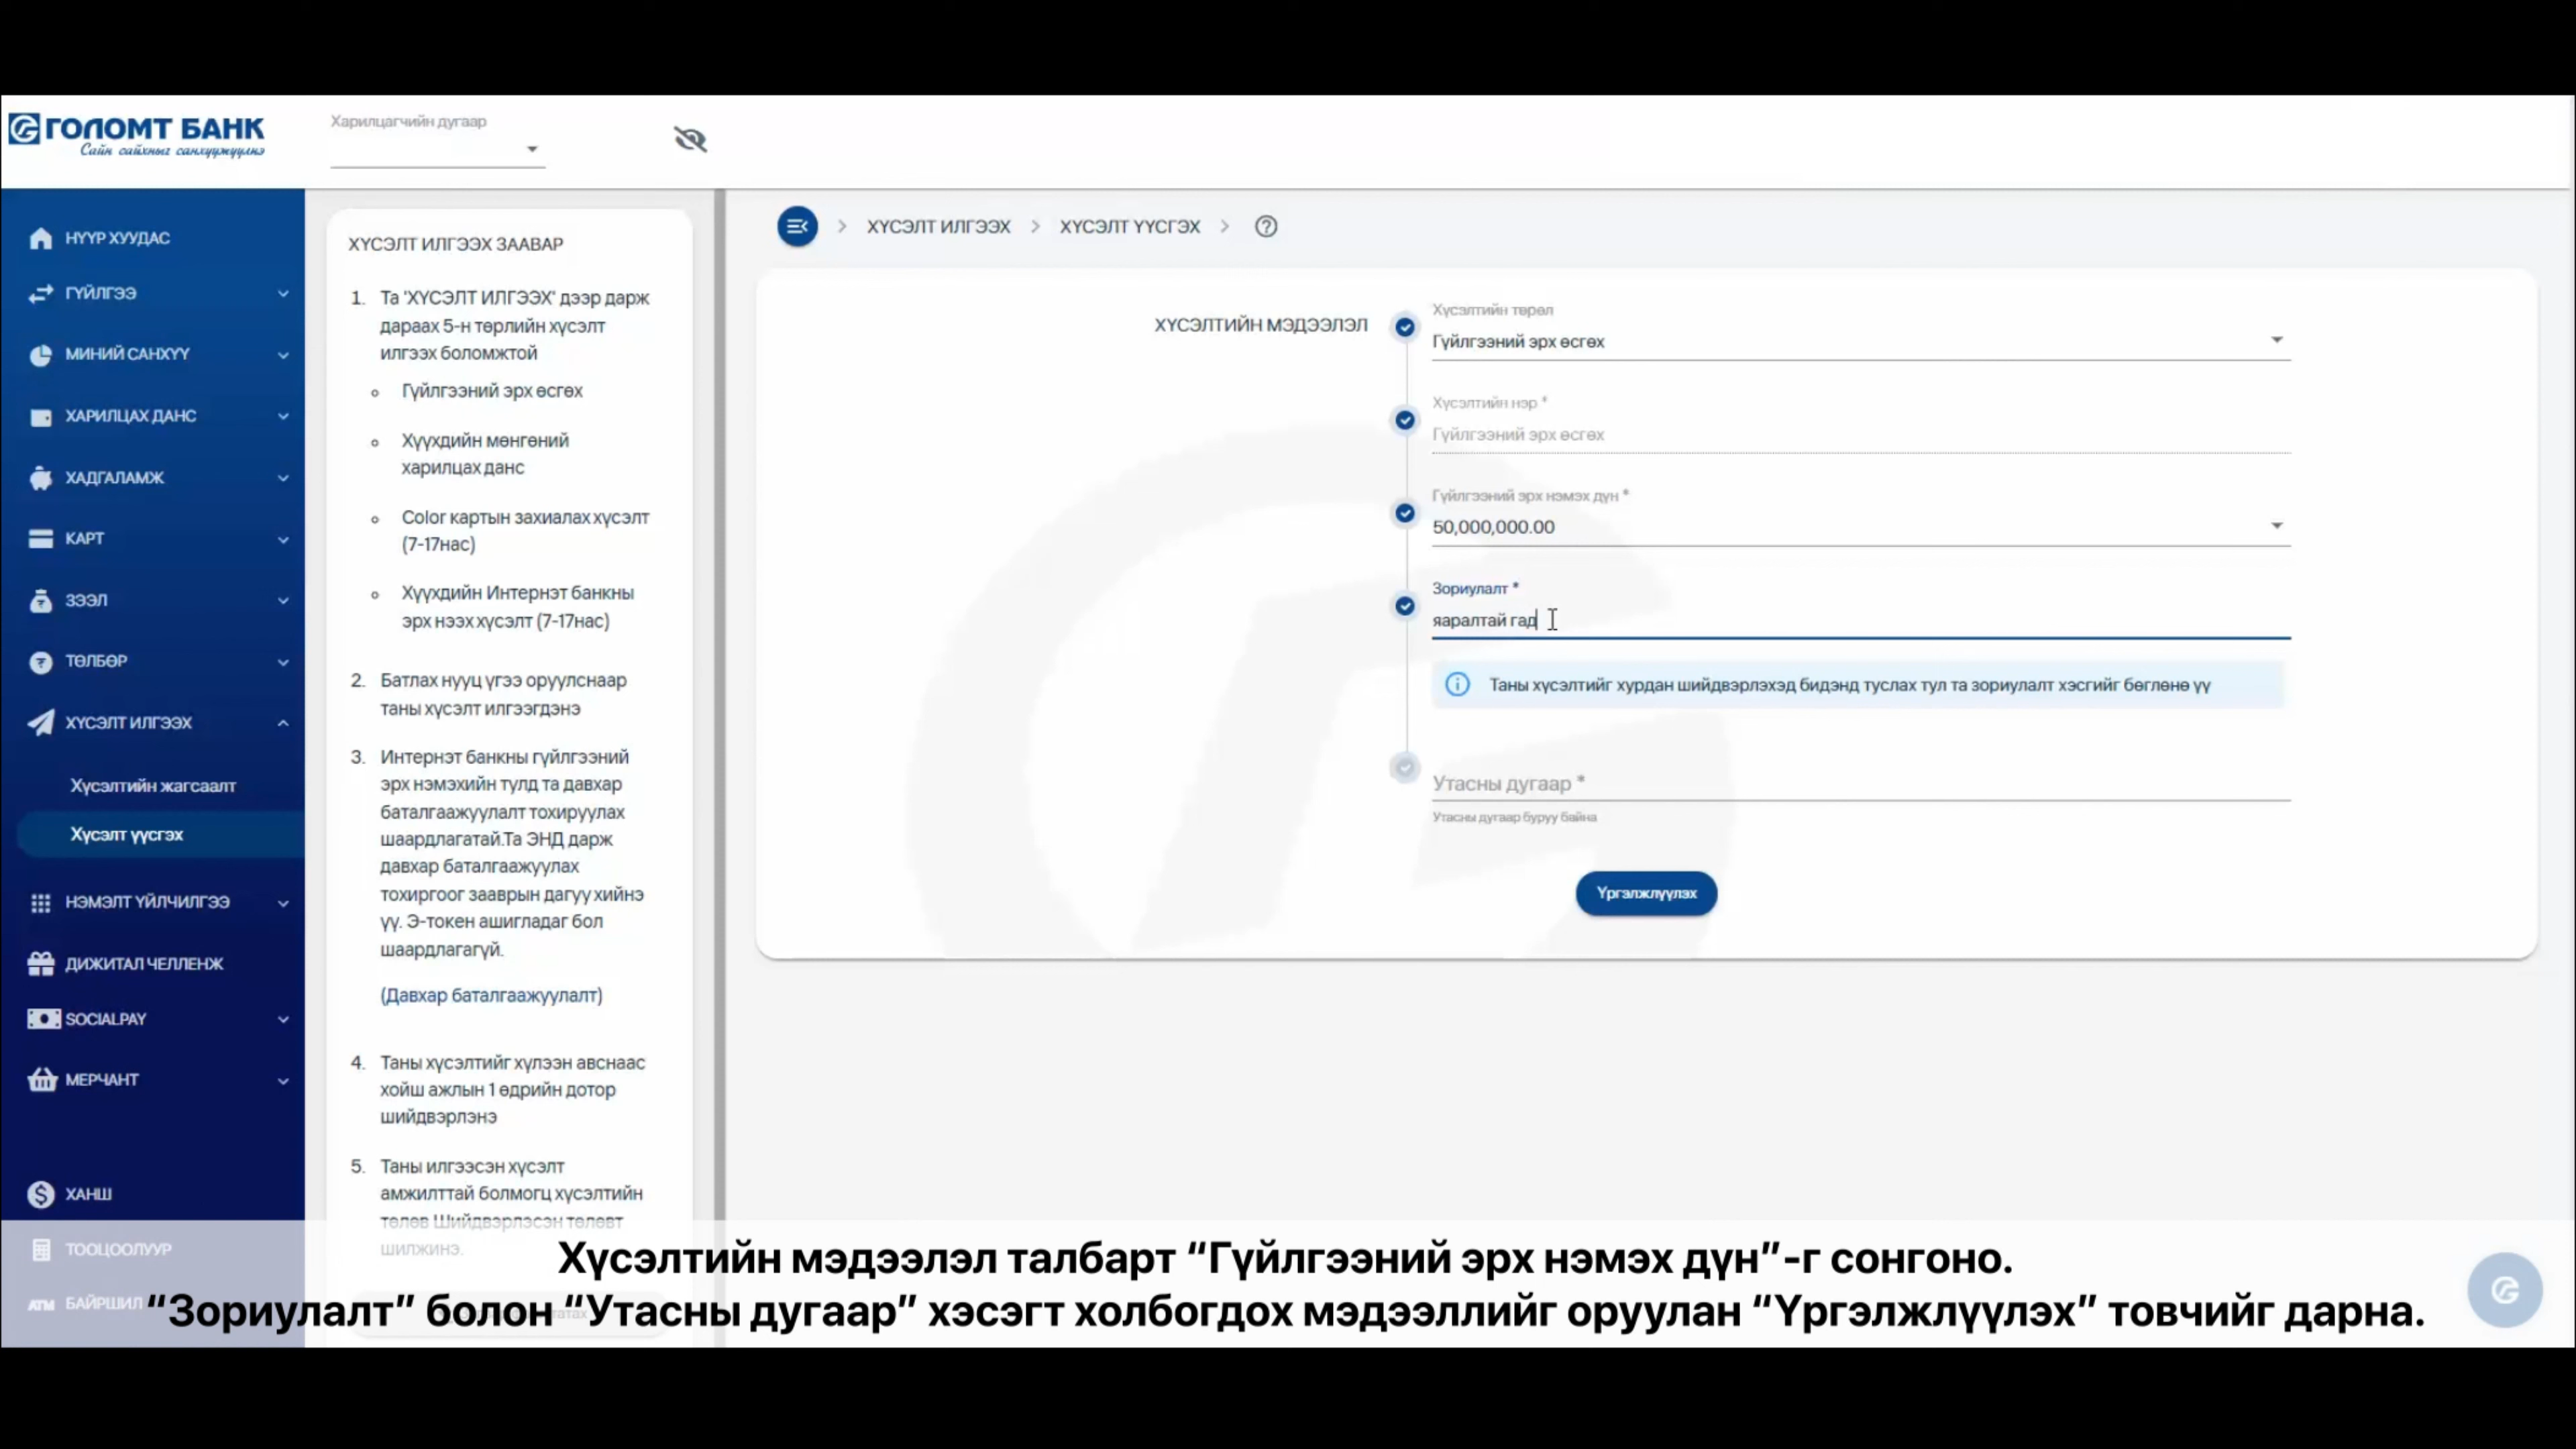 ГОЛОМТ БАНК
Сайн сайхныг санхүүжүүлнэ
Харилцагчийн дугаар
НҮҮР ХУУДАС
ГҮЙЛГЭЭ
МИНИЙ САНХҮҮ
ХАРИЛЦАХ ДАНС
ХАДГАЛАМЖ
КАРТ
ЗЭЭЛ
ТӨЛБӨР
ХҮСЭЛТ ИЛГЭЭХ
Хүсэлтийн жагсаалт
Хүсэлт үүсгэх
НЭМЭЛТ ҮЙЛЧИЛГЭЭ
ДИЖИТАЛ ЧЕЛЛЕНЖ
SOCIALPAY
МЕРЧАНТ
ХАНШ
ТООЦООЛУУР
ATM БАЙРШИЛ
ХҮСЭЛТ ИЛГЭЭХ ЗААВАР
1. Та 'ХҮСЭЛТ ИЛГЭЭХ' дээр дарж
дараах 5-н төрлийн хүсэлт
илгээх боломжтой
Гүйлгээний эрх өсгөх
Хүүхдийн мөнгөний
харилцах данс
Color картын захиалах хүсэлт
(7-17нас)
Хүүхдийн Интернэт банкны
эрх нээх хүсэлт (7-17нас)
2. Батлах нууц үгээ оруулснаар
таны хүсэлт илгээгдэнэ
3. Интернэт банкны гүйлгээний
эрх нэмэхийн тулд та давхар
баталгаажуулалт тохируулах
шаардлагатай.Та ЭНД дарж
давхар баталгаажуулах
тохиргоог зааврын дагуу хийнэ
үү. Э-токен ашигладаг бол
шаардлагагүй.
(Давхар баталгаажуулалт)
4. Таны хүсэлтийг хүлээн авснаас
хойш ажлын 1 өдрийн дотор
шийдвэрлэнэ
5. Таны илгээсэн хүсэлт
амжилттай болмогц хүсэлтийн
төлөв Шийдвэрлэсэн төлөвт
шилжинэ.
ХҮСЭЛТ ИЛГЭЭХ > ХҮСЭЛТ ҮҮСГЭХ >
ХҮСЭЛТИЙН МЭДЭЭЛЭЛ
Хүсэлтийн төрөл
Гүйлгээний эрх өсгөх
Хүсэлтийн нэр *
Гүйлгээний эрх өсгөх
Гүйлгээний эрх нэмэх дүн *
50,000,000.00
Зориулалт *
яаралтай гад
Таны хүсэлтийг хурдан шийдвэрлэхэд бидэнд туслах тул та зориулалт хэсгийг бөглөнө үү
Утасны дугаар *
Утасны дугаар буруу байна
Үргэлжлүүлэх
Хүсэлтийн мэдээлэл талбарт “Гүйлгээний эрх нэмэх дүн”-г сонгоно.
“Зориулалт” болон “Утасны дугаар” хэсэгт холбогдох мэдээллийг оруулан “Үргэлжлүүлэх” товчийг дарна.